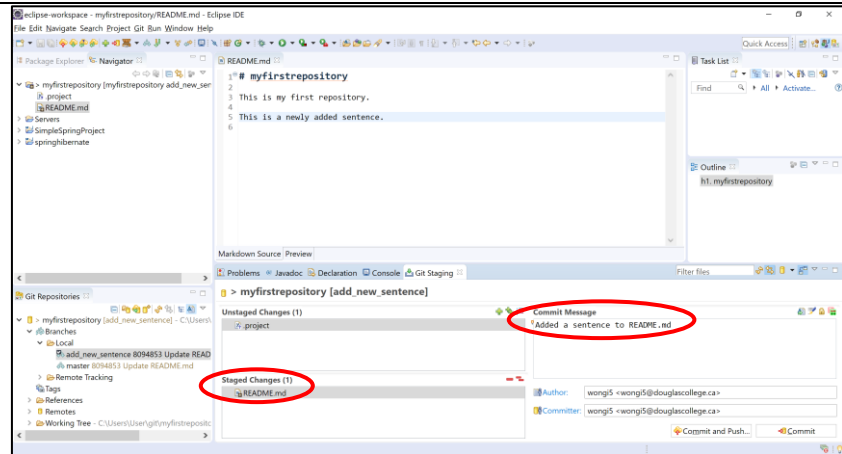 eclipse-workspace - myfirstrepository/README.md - Eclipse IDE
File Edit Navigate Search Project Git Run Window Help
Quick Access
Package Explorer Navigator
> myfirstrepository [myfirstrepository add_new_ser
.project
README.md
Servers
SimpleSpringProject
springhibernate
README.md
1 # myfirstrepository
2
3 This is my first repository.
4
5 This is a newly added sentence.
6
Markdown Source Preview
Task List
Find All Activate...
Outline
h1. myfirstrepository
Problems Javadoc Declaration Console Git Staging
Filter files
> myfirstrepository [add_new_sentence]
Unstaged Changes (1)
.project
Staged Changes (1)
README.md
Commit Message
Added a sentence to README.md
Author: wongi5 <wongi5@douglascollege.ca>
Committer: wongi5 <wongi5@douglascollege.ca>
Commit and Push... Commit
Git Repositories
> myfirstrepository [add_new_sentence] - C:\Users\
Branches
Local
add_new_sentence 8094853 Update READ
master 8094853 Update README.md
Remote Tracking
Tags
References
Remotes
Working Tree - C:\Users\User\git\myfirstrepositc